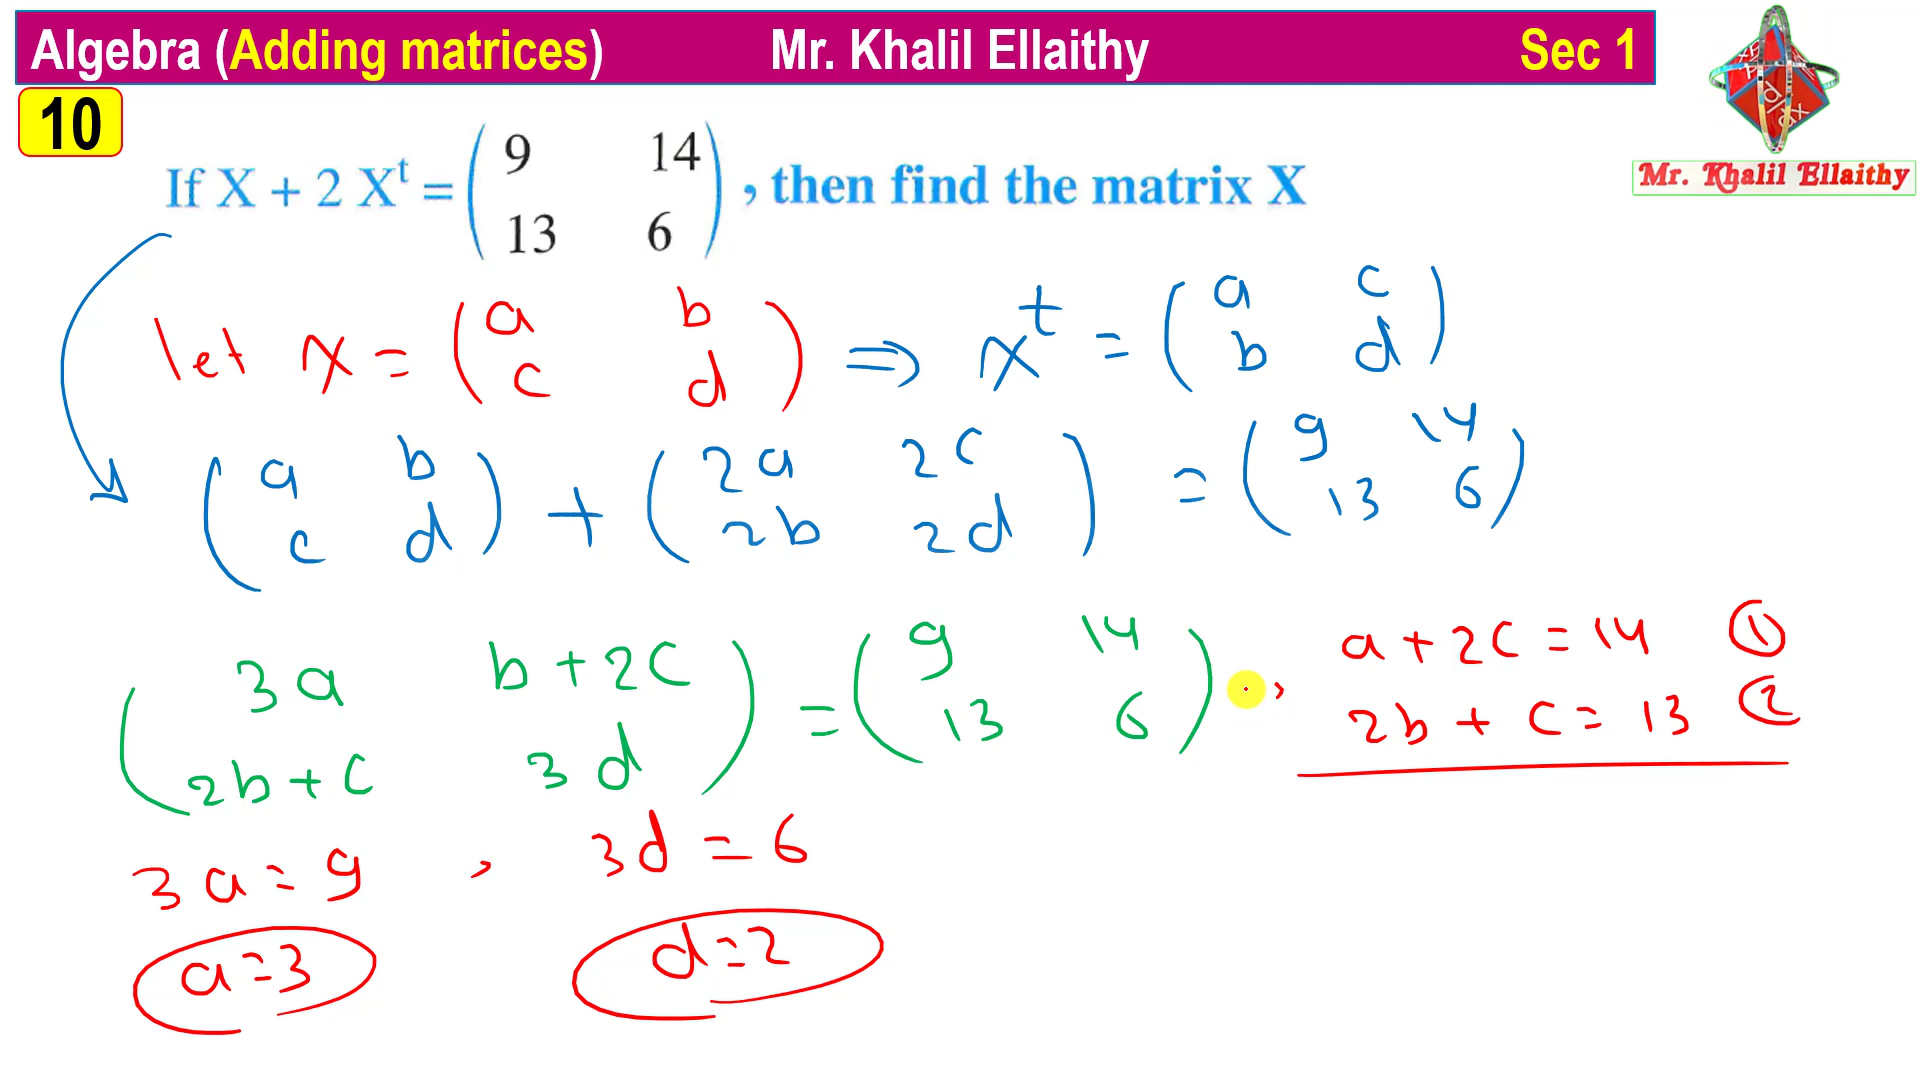 Algebra (Adding matrices) Mr. Khalil Ellaithy Sec 1
10
Mr. Khalil Ellaithy
If X + 2 Xᵗ = ( 9 14 ), then find the matrix X
13 6
let x = ( a b ) ⇒ xᵗ = ( a c )
c d b d
( a b ) + ( 2a 2c ) = ( 9 14 )
c d 2b 2d 13 6
( 3a b + 2c ) = ( 9 14 ) , a + 2c = 14 ①
2b + c 3d 13 6 2b + c = 13 ②
3a = 9 , 3d = 6
a = 3 d = 2